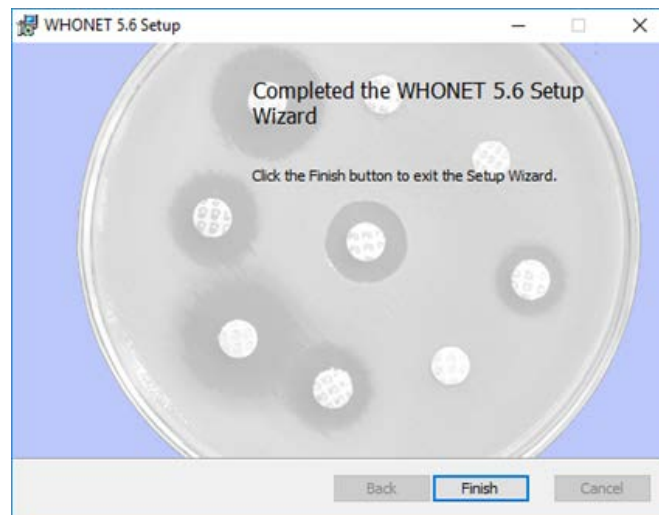 WHONET 5.6 Setup
Completed the WHONET 5.6 Setup
Wizard
Click the Finish button to exit the Setup Wizard.
Back Finish Cancel